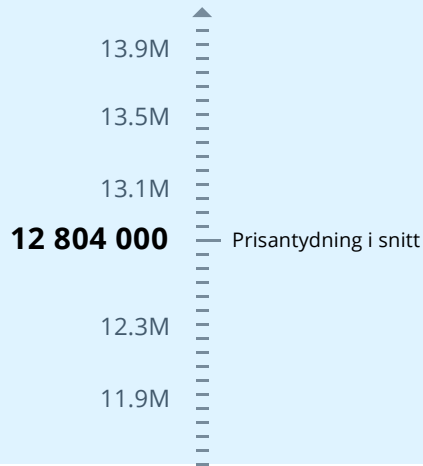 13.9M
13.5M
13.1M
12 804 000 Prisantydning i snitt
12.3M
11.9M